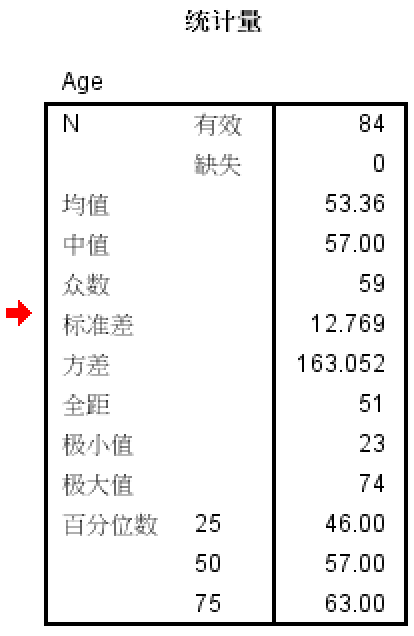 统计量
Age
N 有效 84
缺失 0
均值 53.36
中值 57.00
众数 59
标准差 12.769
方差 163.052
全距 51
极小值 23
极大值 74
百分位数 25 46.00
50 57.00
75 63.00